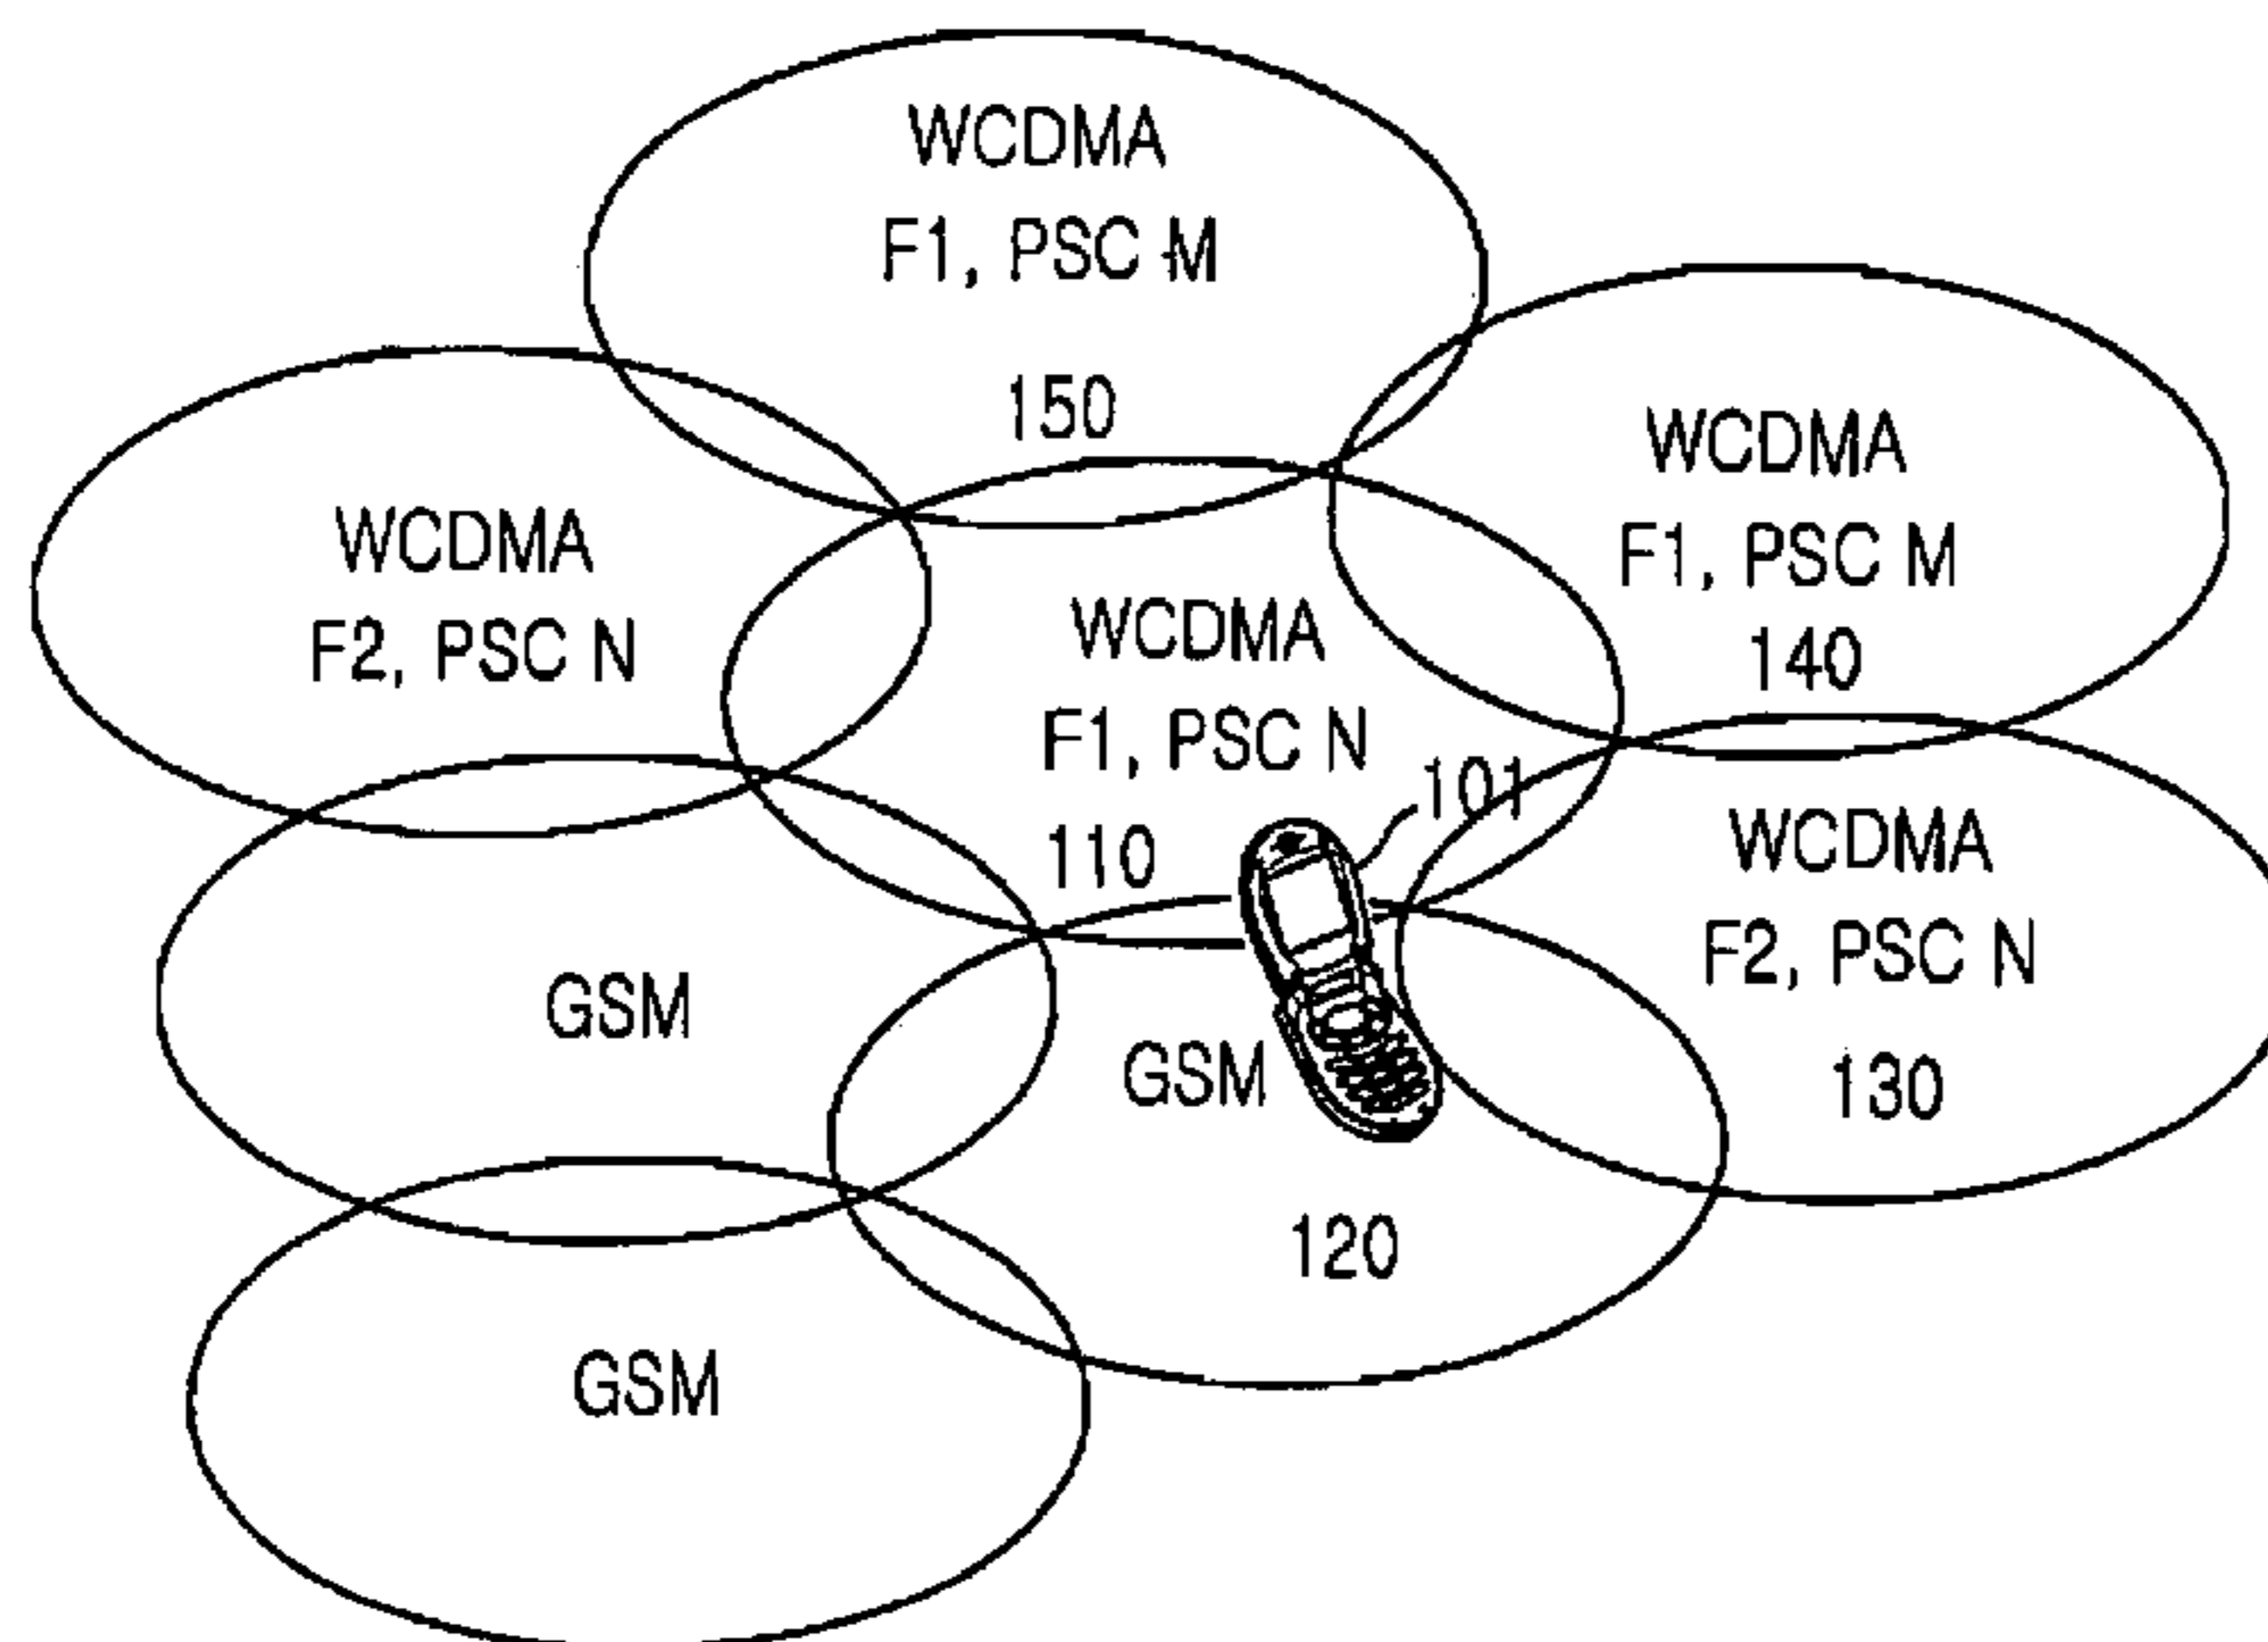 WCDMA
F1, PSC M
150
WCDMA
F1, PSC M
140
WCDMA
F2, PSC N
WCDMA
F1, PSC N
110
101
WCDMA
F2, PSC N
130
GSM
GSM
120
GSM